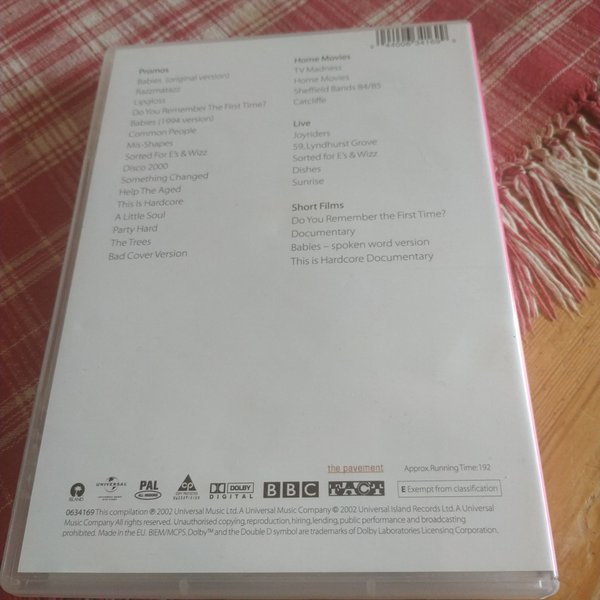 Promos
Babies (original version)
Razzmatazz
Lipgloss
Do You Remember The First Time?
Babies (1994 version)
Common People
Mis-Shapes
Sorted For E's & Wizz
Disco 2000
Something Changed
Help The Aged
This Is Hardcore
A Little Soul
Party Hard
The Trees
Bad Cover Version
Home Movies
TV Madness
Home Movies
Sheffield Bands 84/85
Catcliffe
Live
Joyriders
59, Lyndhurst Grove
Sorted for E's & Wizz
Dishes
Sunrise
Short Films
Do You Remember the First Time?
Documentary
Babies – spoken word version
This is Hardcore Documentary
the pavement
Approx. Running Time: 192
ISLAND
UNIVERSAL
PAL
DOLBY
DIGITAL
BBC
FACT
E Exempt from classification
0634169 This compilation ℗ 2002 Universal Music Ltd. A Universal Music Company © 2002 Universal Island Records Ltd. A Universal
Music Company All rights reserved. Unauthorised copying, reproduction, hiring, lending, public performance and broadcasting
prohibited. Made in the EU. BIEM/MCPS. Dolby™ and the Double D symbol are trademarks of Dolby Laboratories Licensing Corporation.